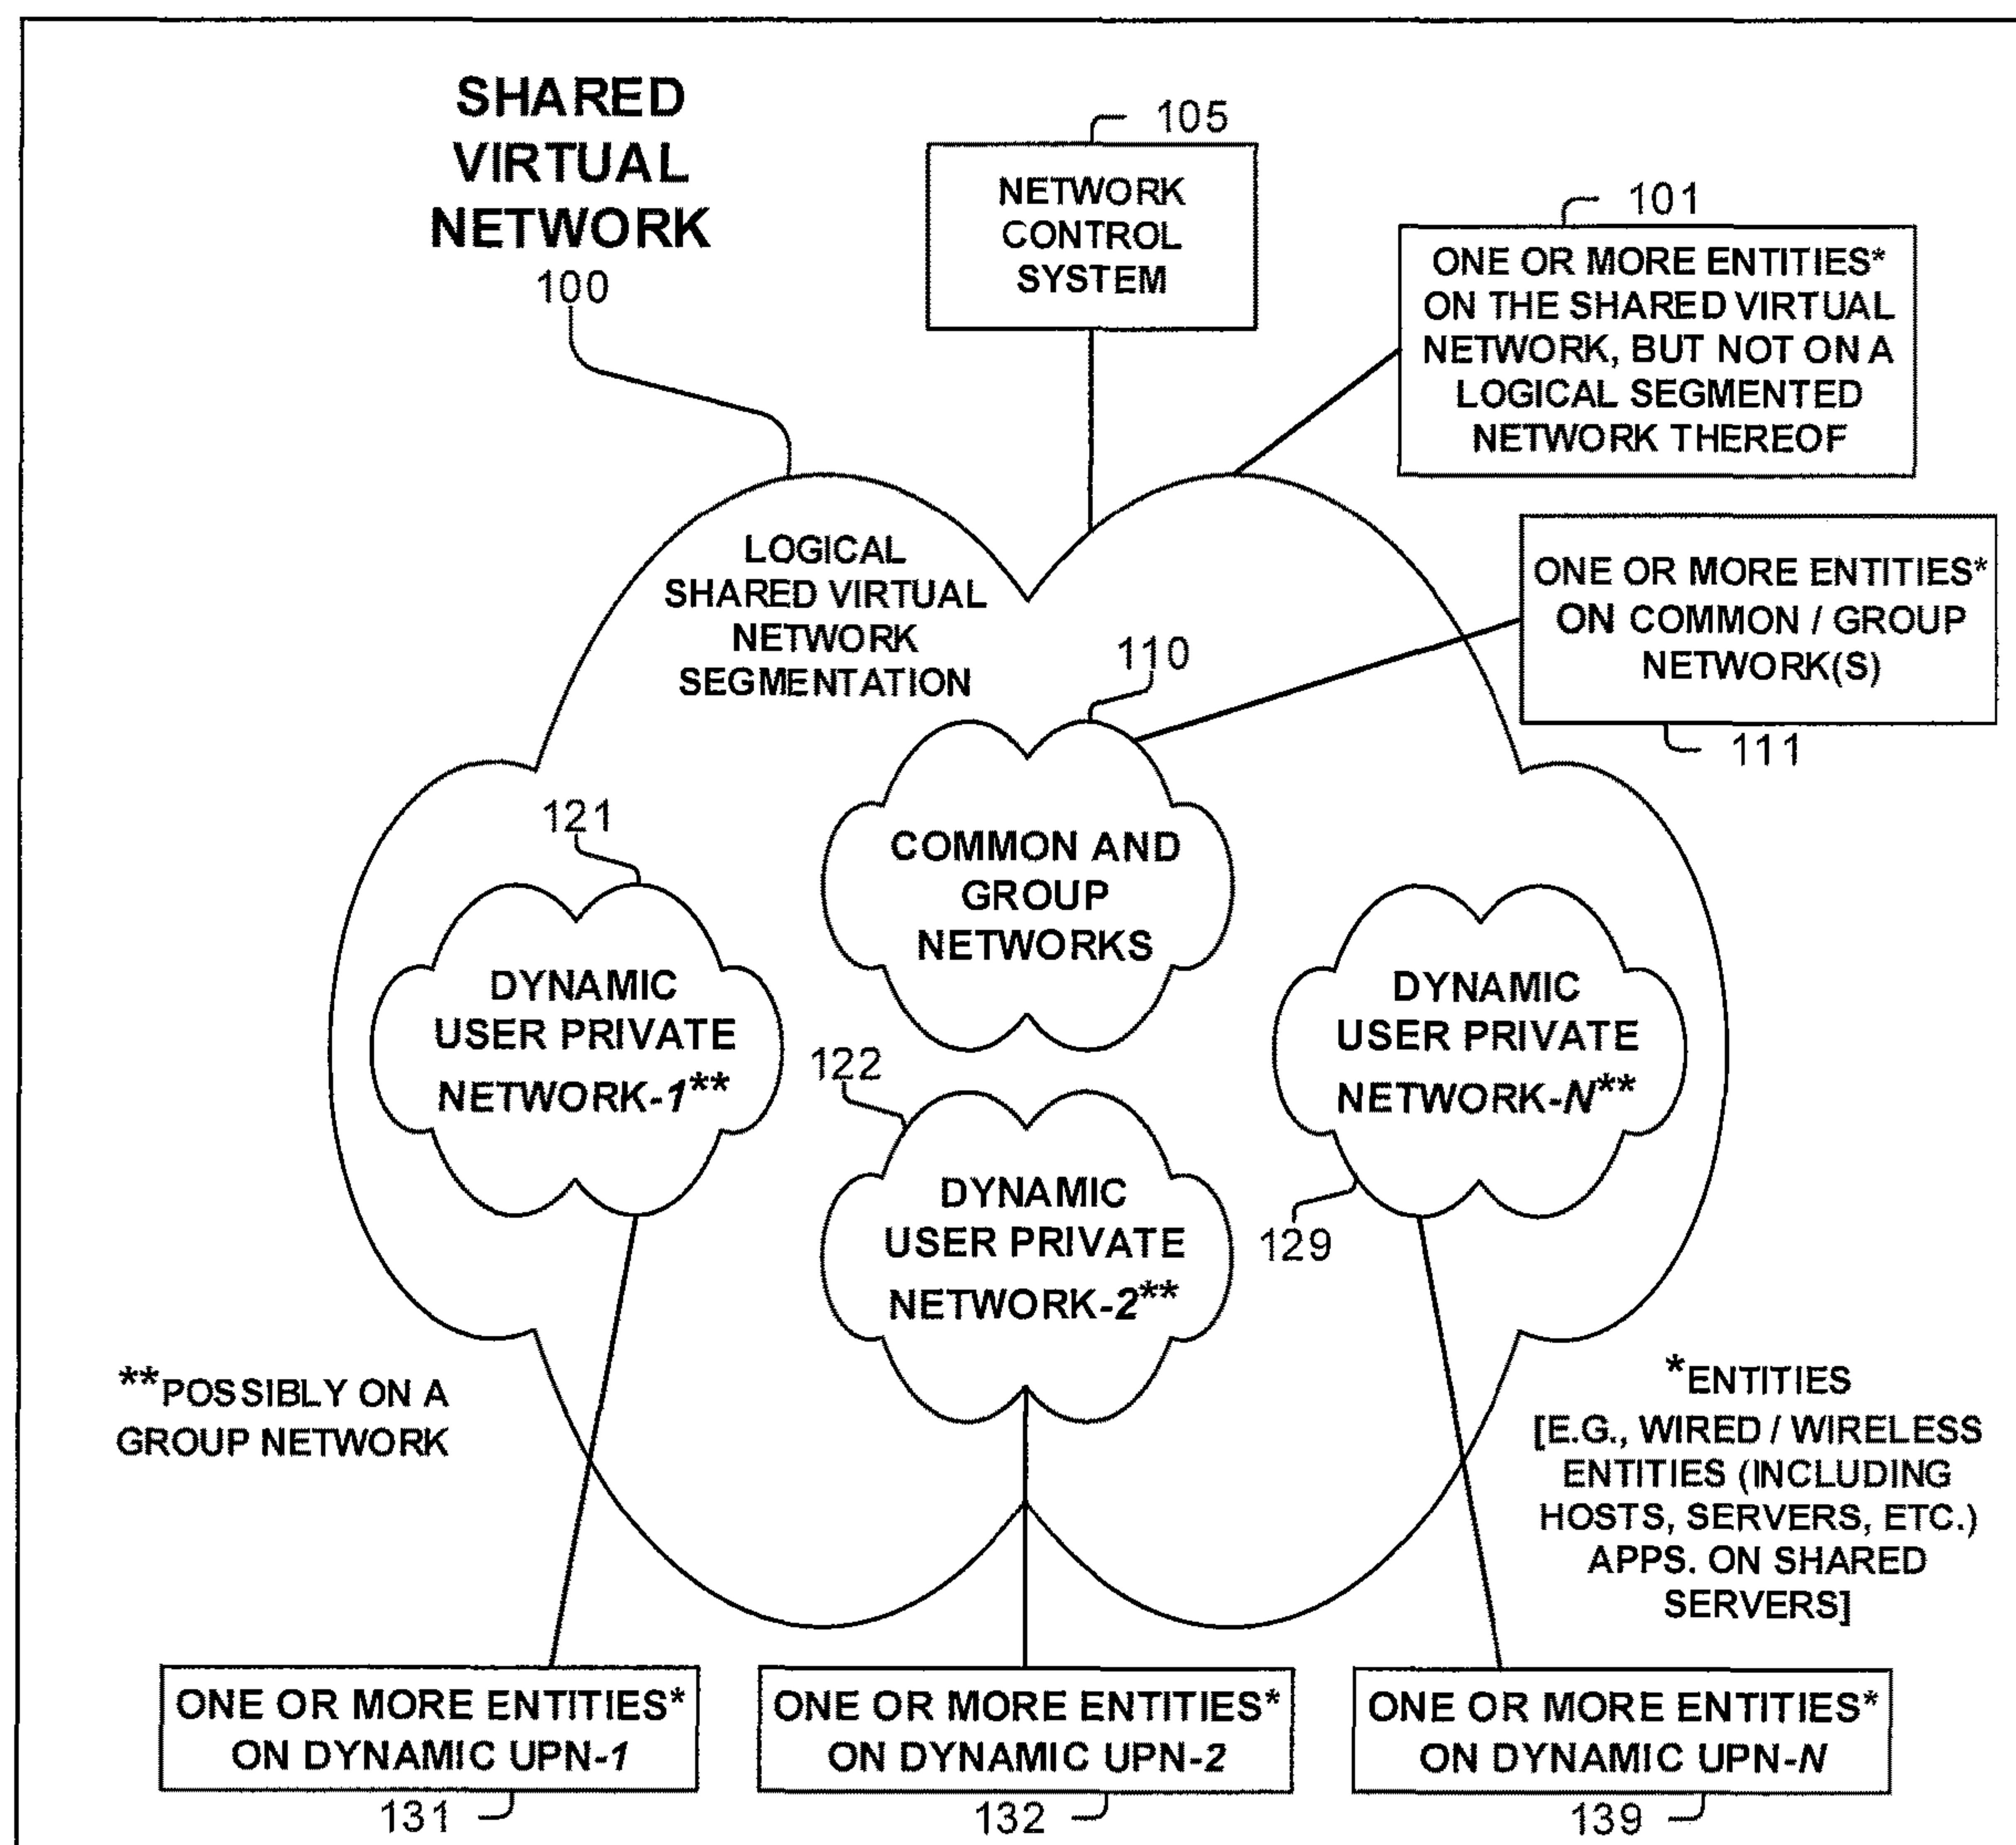 SHARED
VIRTUAL
NETWORK
100
105
NETWORK
CONTROL
SYSTEM
101
ONE OR MORE ENTITIES*
ON THE SHARED VIRTUAL
NETWORK, BUT NOT ON A
LOGICAL SEGMENTED
NETWORK THEREOF
LOGICAL
SHARED VIRTUAL
NETWORK
SEGMENTATION
ONE OR MORE ENTITIES*
ON COMMON / GROUP
NETWORK(S)
111
110
COMMON AND
GROUP
NETWORKS
121
DYNAMIC
USER PRIVATE
NETWORK-1**
122
DYNAMIC
USER PRIVATE
NETWORK-2**
DYNAMIC
USER PRIVATE
NETWORK-N**
129
**POSSIBLY ON A
GROUP NETWORK
*ENTITIES
[E.G., WIRED / WIRELESS
ENTITIES (INCLUDING
HOSTS, SERVERS, ETC.)
APPS. ON SHARED
SERVERS]
ONE OR MORE ENTITIES*
ON DYNAMIC UPN-1
131
ONE OR MORE ENTITIES*
ON DYNAMIC UPN-2
132
ONE OR MORE ENTITIES*
ON DYNAMIC UPN-N
139